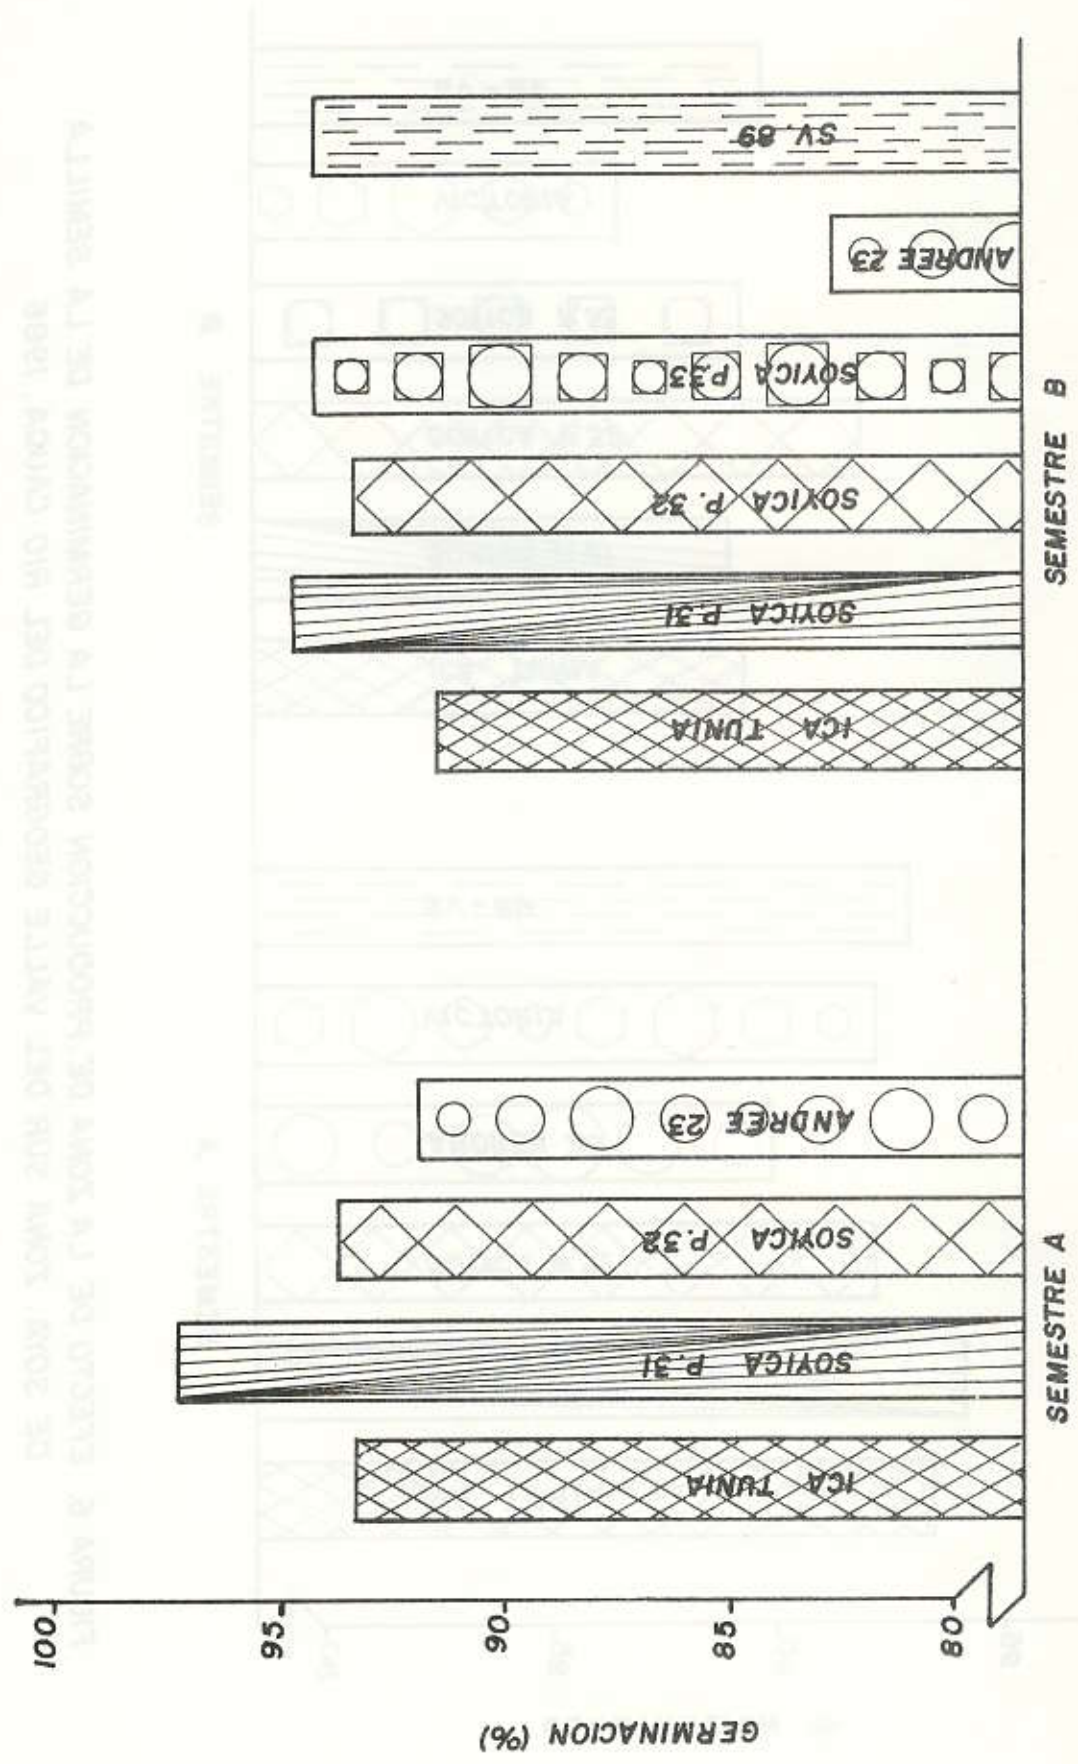 GERMINACION (%)
100
95
90
85
80
ICA TUNIA
SOYICA P.31
SOYICA P.32
ANDREE 23
ICA TUNIA
SOYICA P.31
SOYICA P. 32
SOYICA P.33
ANDREE 23
SV. 89
SEMESTRE A
SEMESTRE B